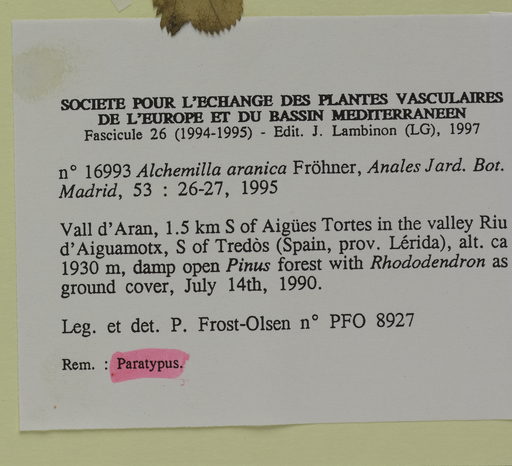 SOCIETE POUR L'ECHANGE DES PLANTES VASCULAIRES
DE L'EUROPE ET DU BASSIN MEDITERRANEEN
Fascicule 26 (1994-1995) - Edit. J. Lambinon (LG), 1997
n° 16993 Alchemilla aranica Fröhner, Anales Jard. Bot.
Madrid, 53 : 26-27, 1995
Vall d'Aran, 1.5 km S of Aigües Tortes in the valley Riu
d'Aiguamotx, S of Tredòs (Spain, prov. Lérida), alt. ca
1930 m, damp open Pinus forest with Rhododendron as
ground cover, July 14th, 1990.
Leg. et det. P. Frost-Olsen n° PFO 8927
Rem. : Paratypus.